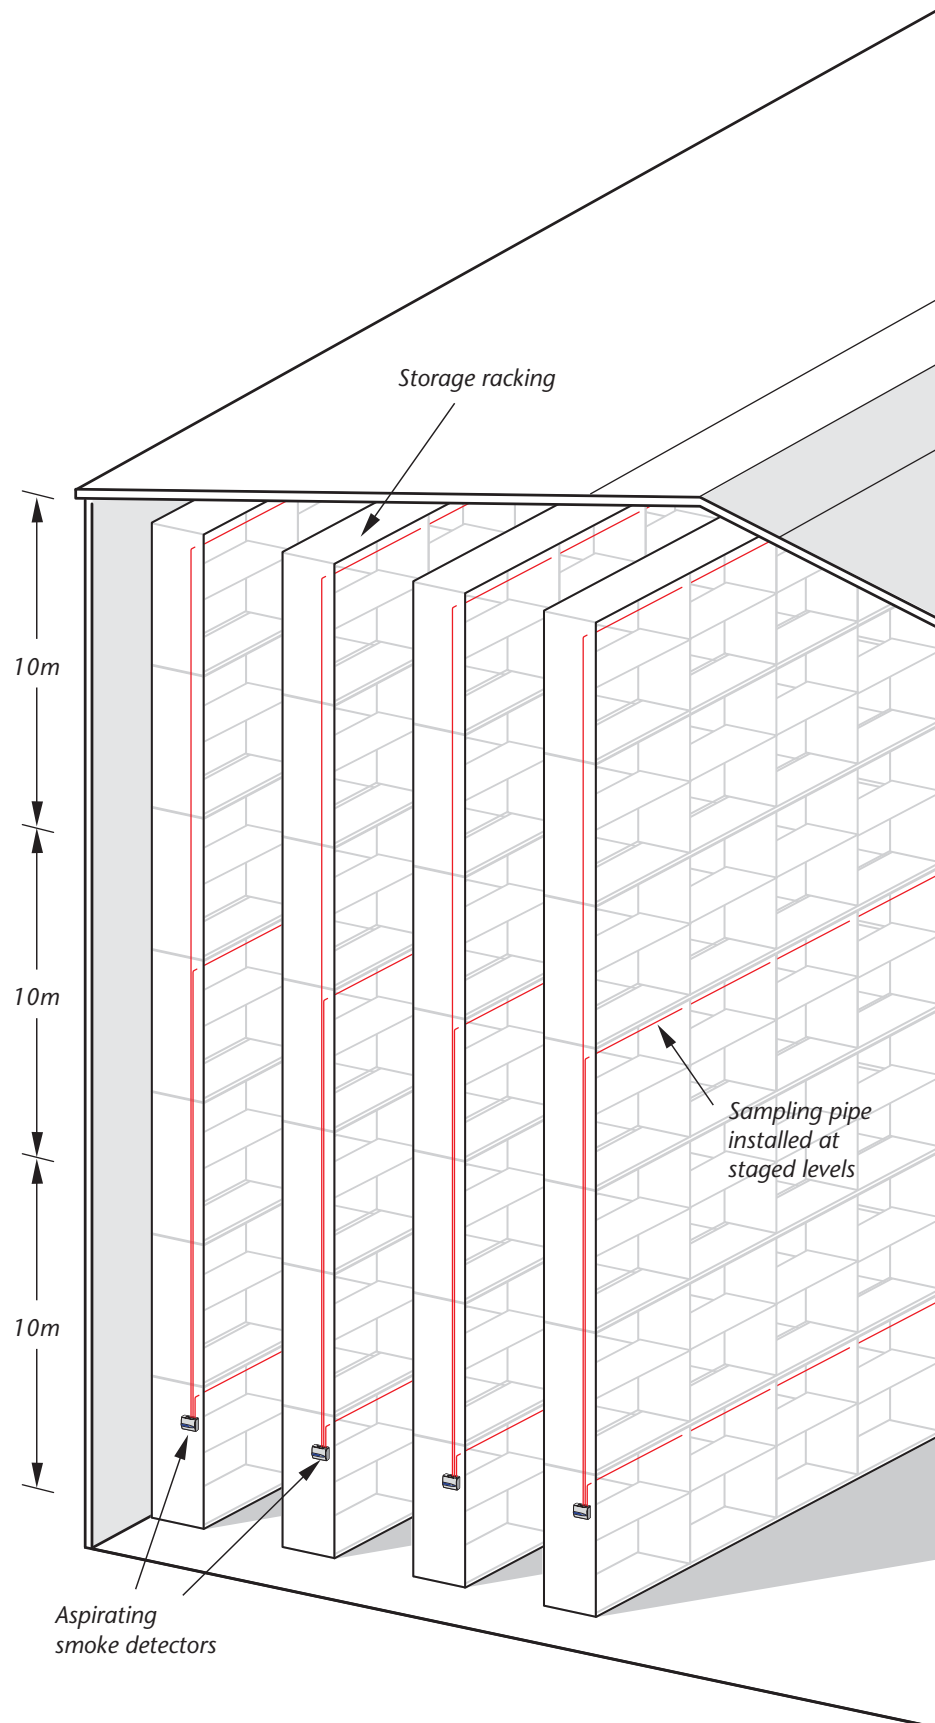 Storage racking
10m
10m
Sampling pipe
installed at
staged levels
10m
Aspirating
smoke detectors